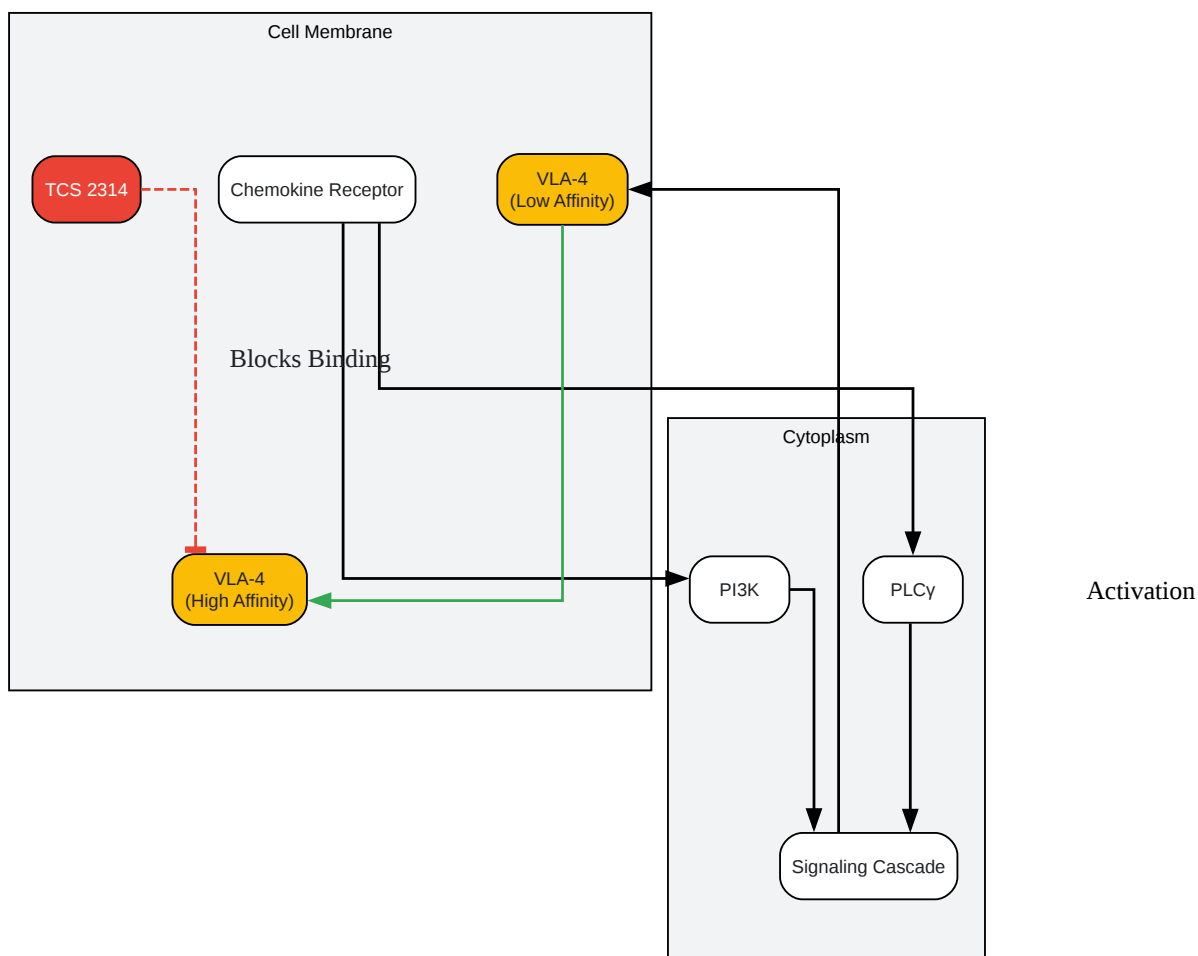 Cell Membrane
TCS 2314
Chemokine Receptor
VLA-4
(Low Affinity)
Blocks Binding
Cytoplasm
VLA-4
(High Affinity)
PI3K
PLCγ
Activation
Signaling Cascade